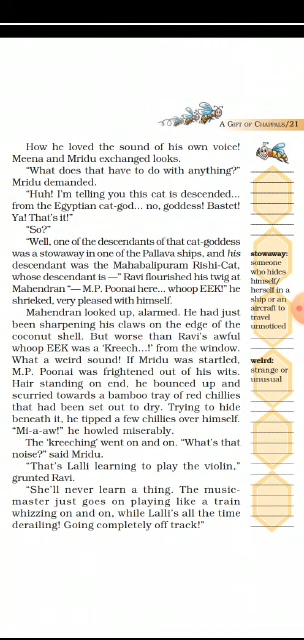 A GIFT OF CHAPPALS/21
How he loved the sound of his own voice!
Meena and Mridu exchanged looks.
“What does that have to do with anything?”
Mridu demanded.
“Huh! I'm telling you this cat is descended...
from the Egyptian cat-god... no, goddess! Bastet!
Ya! That's it!”
“So?”
“Well, one of the descendants of that cat-goddess
was a stowaway in one of the Pallava ships, and his
descendant was the Mahabalipuram Rishi-Cat,
whose descendant is —” Ravi flourished his twig at
Mahendran “— M.P. Poonai here... whoop EEK!” he
shrieked, very pleased with himself.
Mahendran looked up, alarmed. He had just
been sharpening his claws on the edge of the
coconut shell. But worse than Ravi's awful
whoop EEK was a ‘Kreech...!’ from the window.
What a weird sound! If Mridu was startled,
M.P. Poonai was frightened out of his wits.
Hair standing on end, he bounced up and
scurried towards a bamboo tray of red chillies
that had been set out to dry. Trying to hide
beneath it, he tipped a few chillies over himself.
“Mi-a-aw!” he howled miserably.
The ‘kreeching’ went on and on. “What's that
noise?” said Mridu.
“That's Lalli learning to play the violin,”
grunted Ravi.
“She'll never learn a thing. The music-
master just goes on playing like a train
whizzing on and on, while Lalli's all the time
derailing! Going completely off track!”
stowaway:
someone
who hides
himself/
herself in a
ship or an
aircraft to
travel
unnoticed
weird:
strange or
unusual